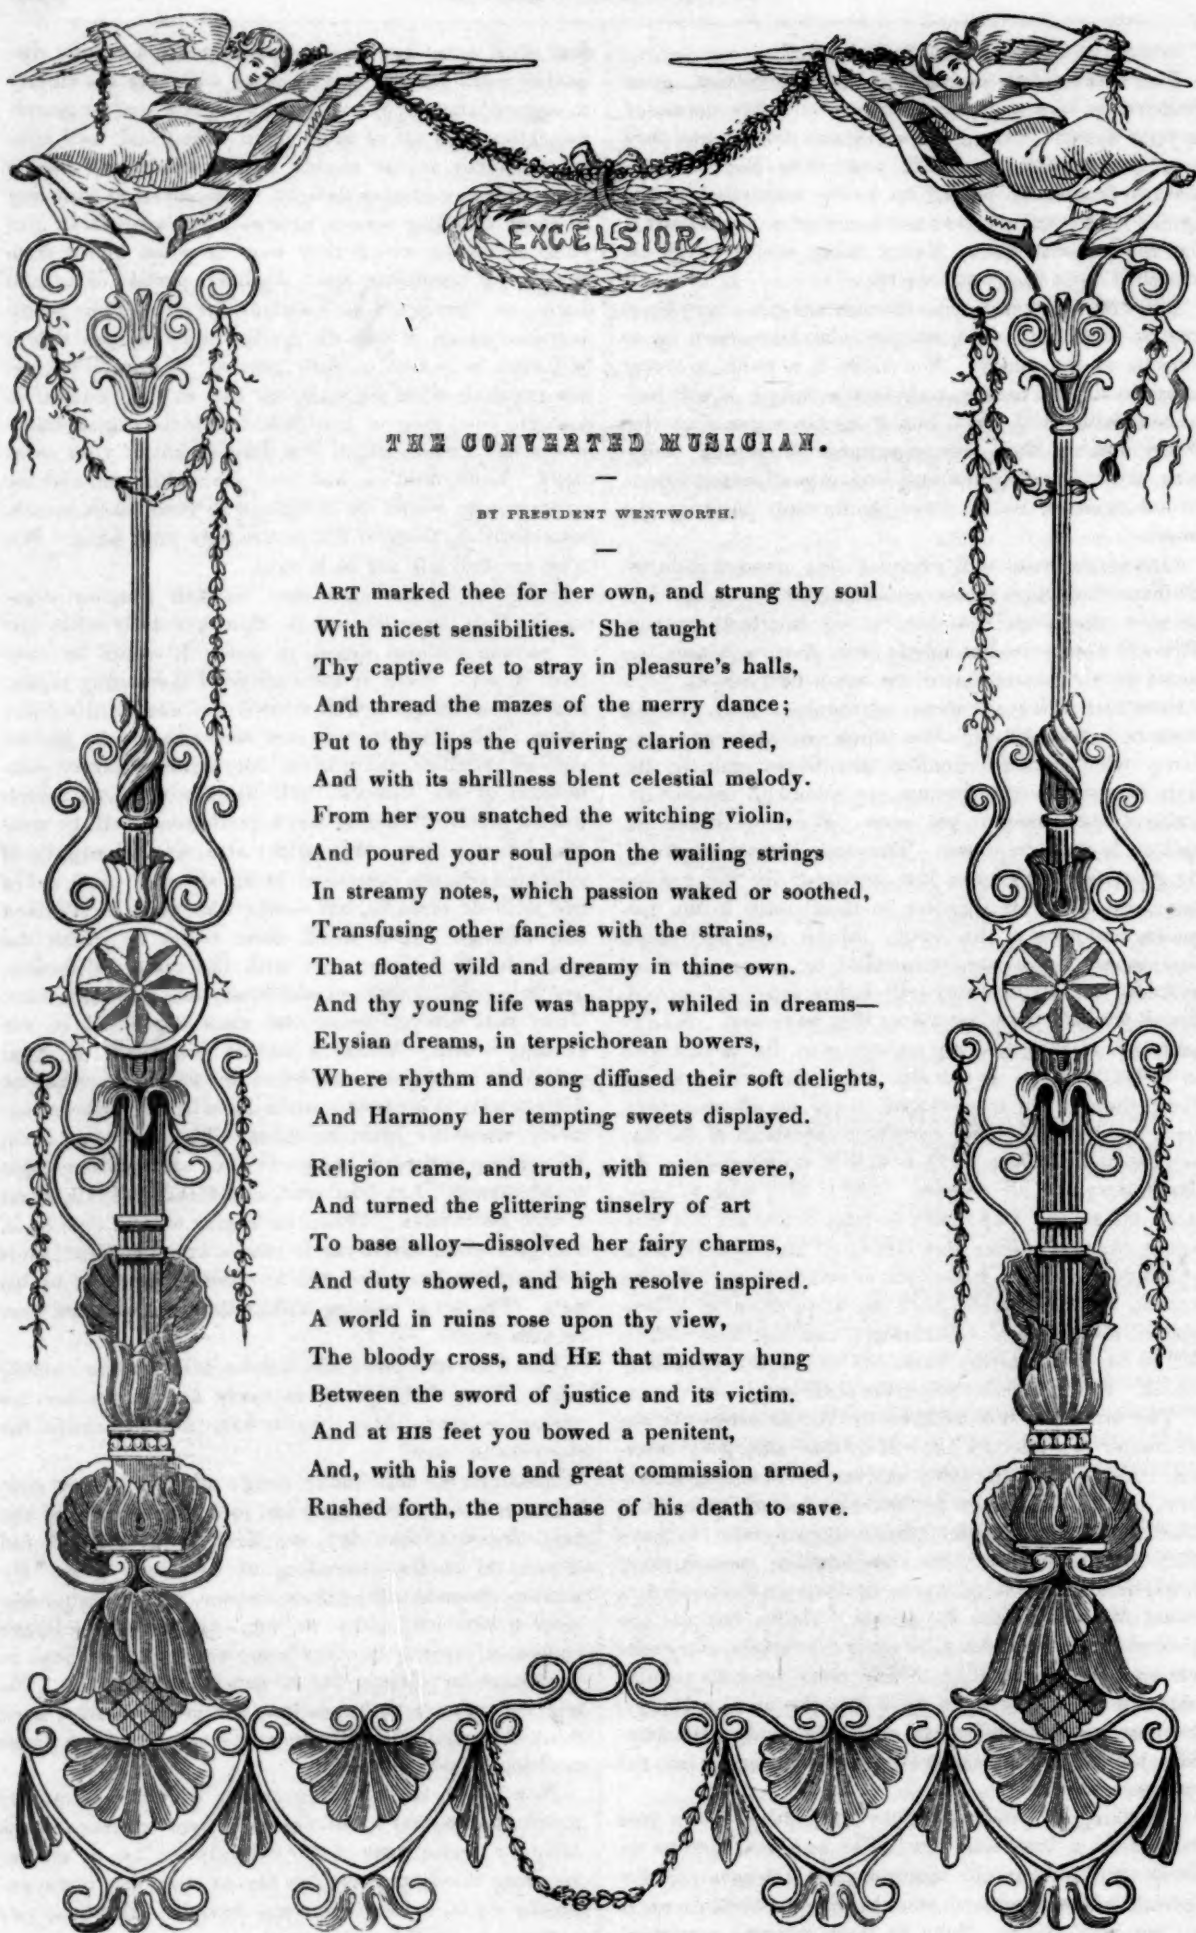 EXCELSIOR
THE CONVERTED MUSICIAN.
BY PRESIDENT WENTWORTH.
ART marked thee for her own, and strung thy soul
With nicest sensibilities. She taught
Thy captive feet to stray in pleasure's halls,
And thread the mazes of the merry dance;
Put to thy lips the quivering clarion reed,
And with its shrillness blent celestial melody.
From her you snatched the witching violin,
And poured your soul upon the wailing strings
In streamy notes, which passion waked or soothed,
Transfusing other fancies with the strains,
That floated wild and dreamy in thine own.
And thy young life was happy, whiled in dreams—
Elysian dreams, in terpsichorean bowers,
Where rhythm and song diffused their soft delights,
And Harmony her tempting sweets displayed.
Religion came, and truth, with mien severe,
And turned the glittering tinselry of art
To base alloy—dissolved her fairy charms,
And duty showed, and high resolve inspired.
A world in ruins rose upon thy view,
The bloody cross, and HE that midway hung
Between the sword of justice and its victim.
And at HIS feet you bowed a penitent,
And, with his love and great commission armed,
Rushed forth, the purchase of his death to save.